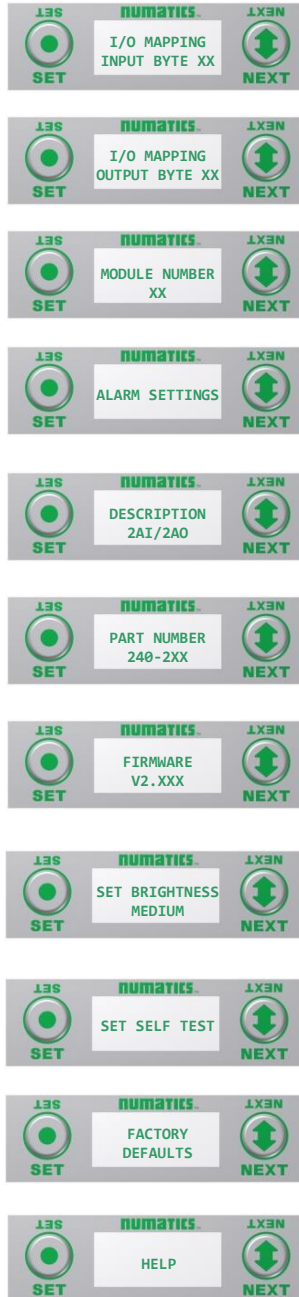 SET numatics NEXT
I/O MAPPING
INPUT BYTE XX
SET NEXT
SET numatics NEXT
I/O MAPPING
OUTPUT BYTE XX
SET NEXT
SET numatics NEXT
MODULE NUMBER
XX
SET NEXT
SET numatics NEXT
ALARM SETTINGS
SET NEXT
SET numatics NEXT
DESCRIPTION
2AI/2AO
SET NEXT
SET numatics NEXT
PART NUMBER
240-2XX
SET NEXT
SET numatics NEXT
FIRMWARE
V2.XXX
SET NEXT
SET numatics NEXT
SET BRIGHTNESS
MEDIUM
SET NEXT
SET numatics NEXT
SET SELF TEST
SET NEXT
SET numatics NEXT
FACTORY
DEFAULTS
SET NEXT
SET numatics NEXT
HELP
SET NEXT